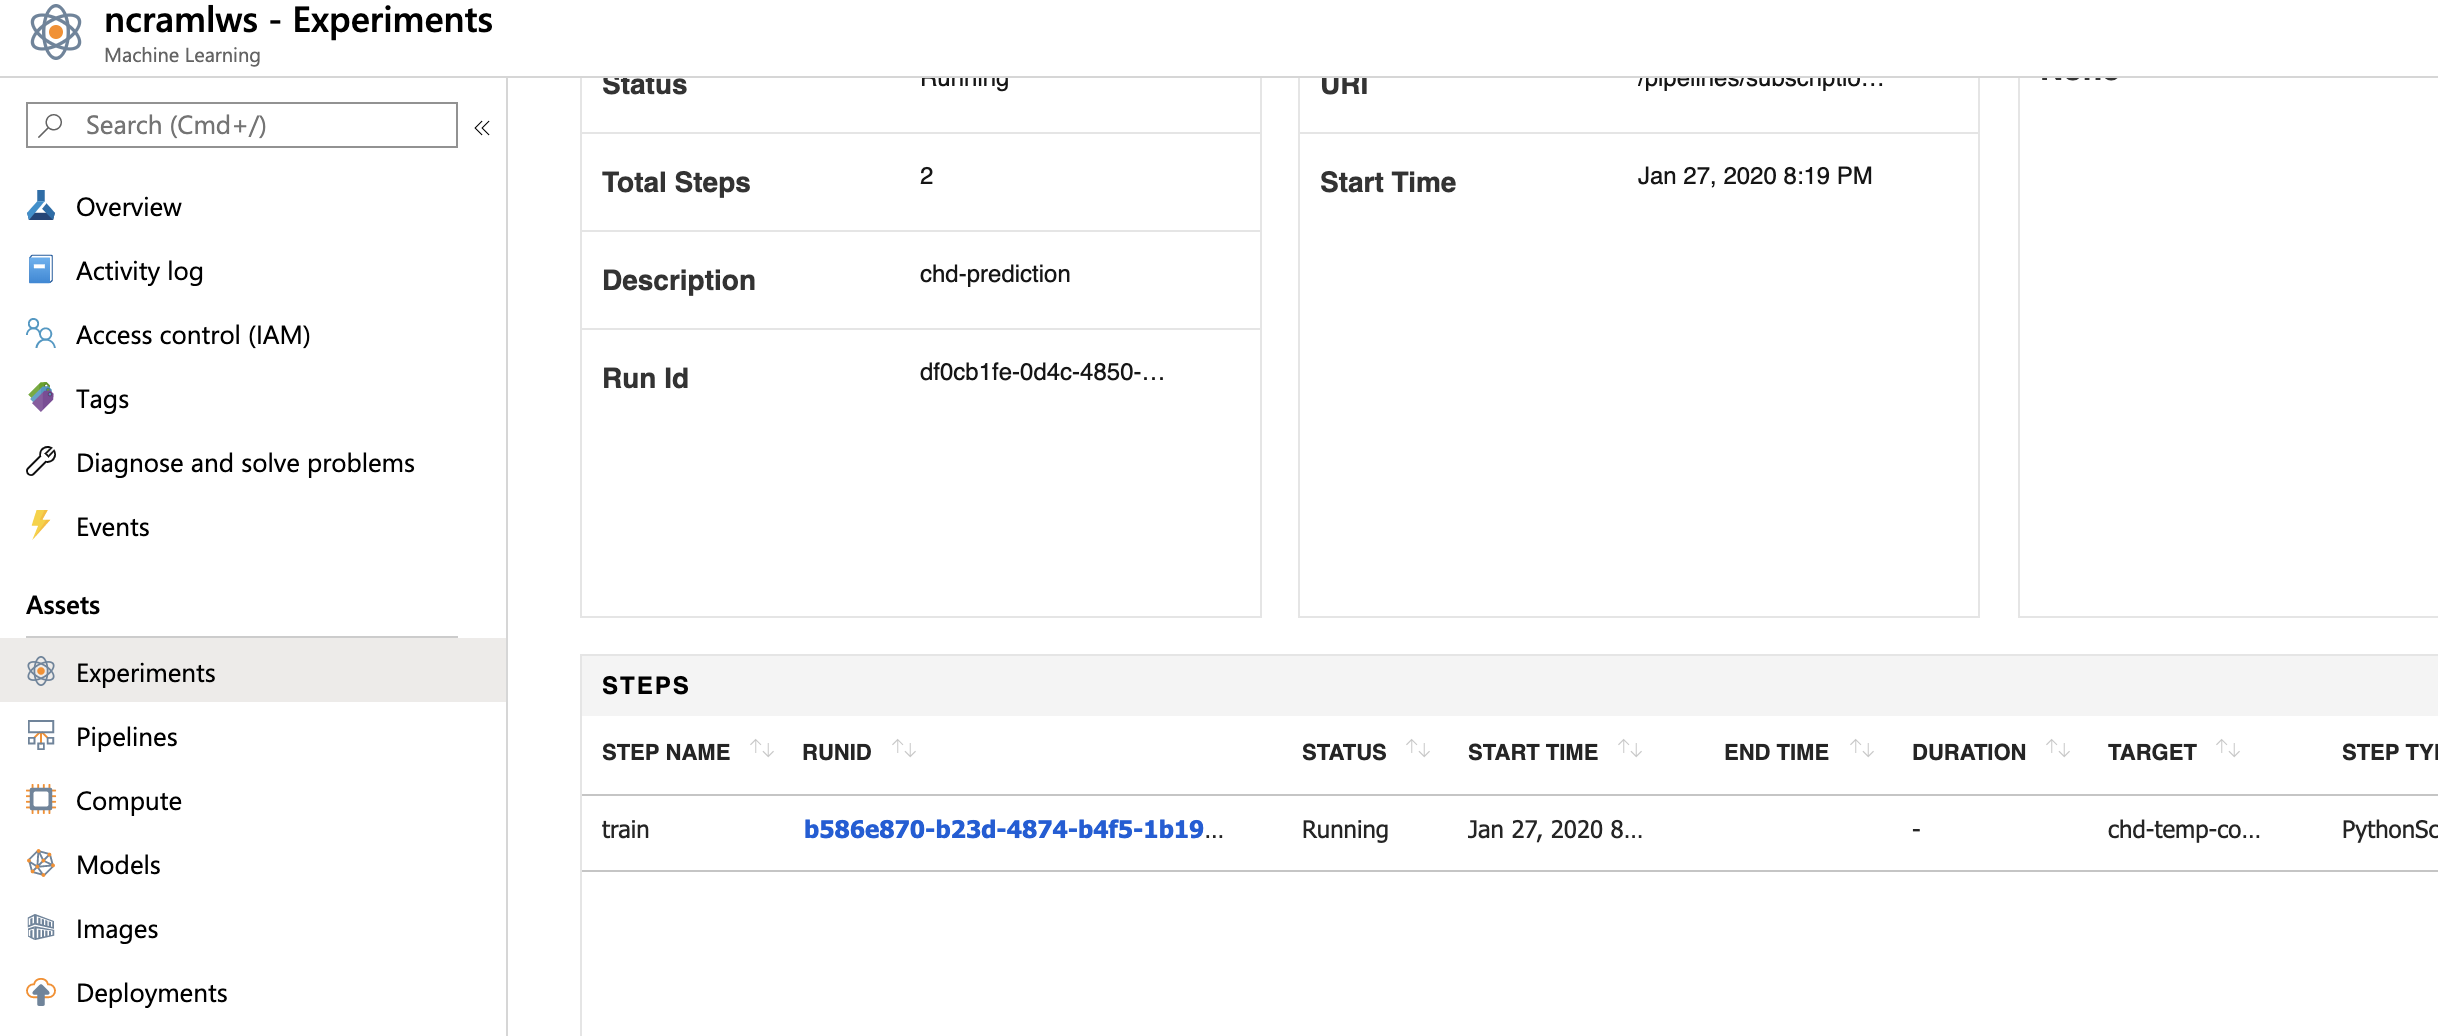 ncramlws - Experiments
Machine Learning
Search (Cmd+/)
«
Overview
Activity log
Access control (IAM)
Tags
Diagnose and solve problems
Events
Assets
Experiments
Pipelines
Compute
Models
Images
Deployments
Status Running
Total Steps 2
Description chd-prediction
Run Id df0cb1fe-0d4c-4850-...
URI /pipelines/subscriptio...
Start Time Jan 27, 2020 8:19 PM
STEPS
STEP NAME RUNID STATUS START TIME END TIME DURATION TARGET STEP TY
train b586e870-b23d-4874-b4f5-1b19... Running Jan 27, 2020 8... - chd-temp-co... PythonSc